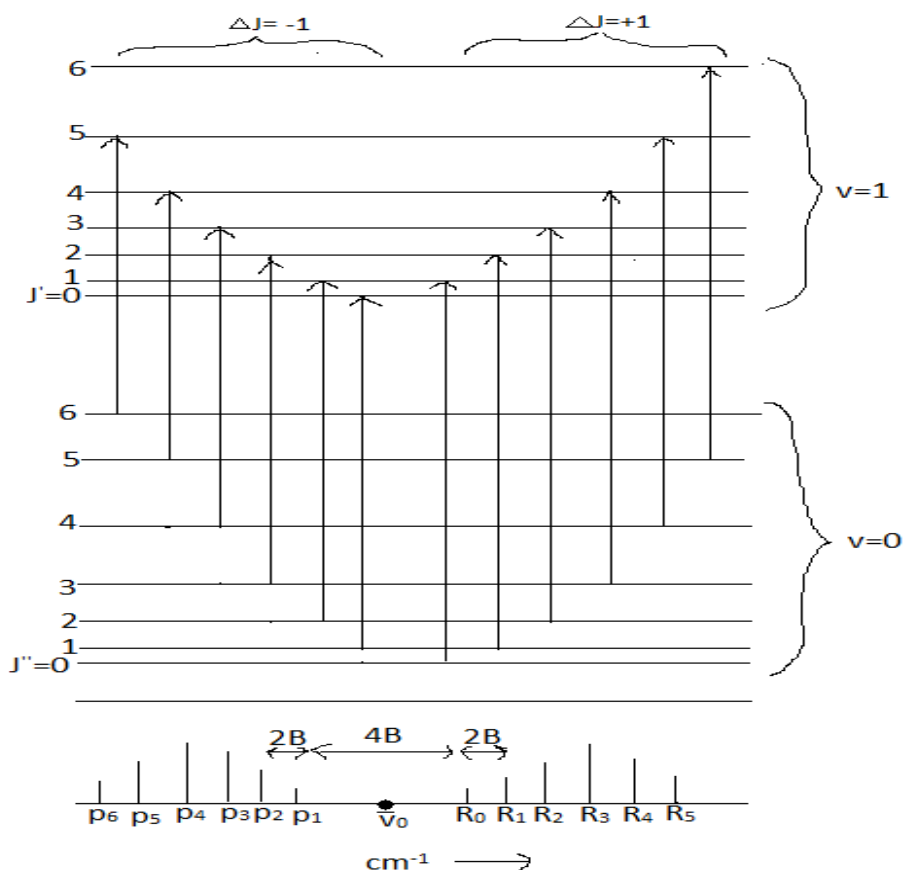 △J= -1 △J=+1
6
5
4
3
2
1
J'=0
v=1
6
5
4
3
2
1
J''=0
v=0
2B 4B 2B
p₆ p₅ p₄ p₃ p₂ p₁ v̄₀ R₀ R₁ R₂ R₃ R₄ R₅
cm⁻¹